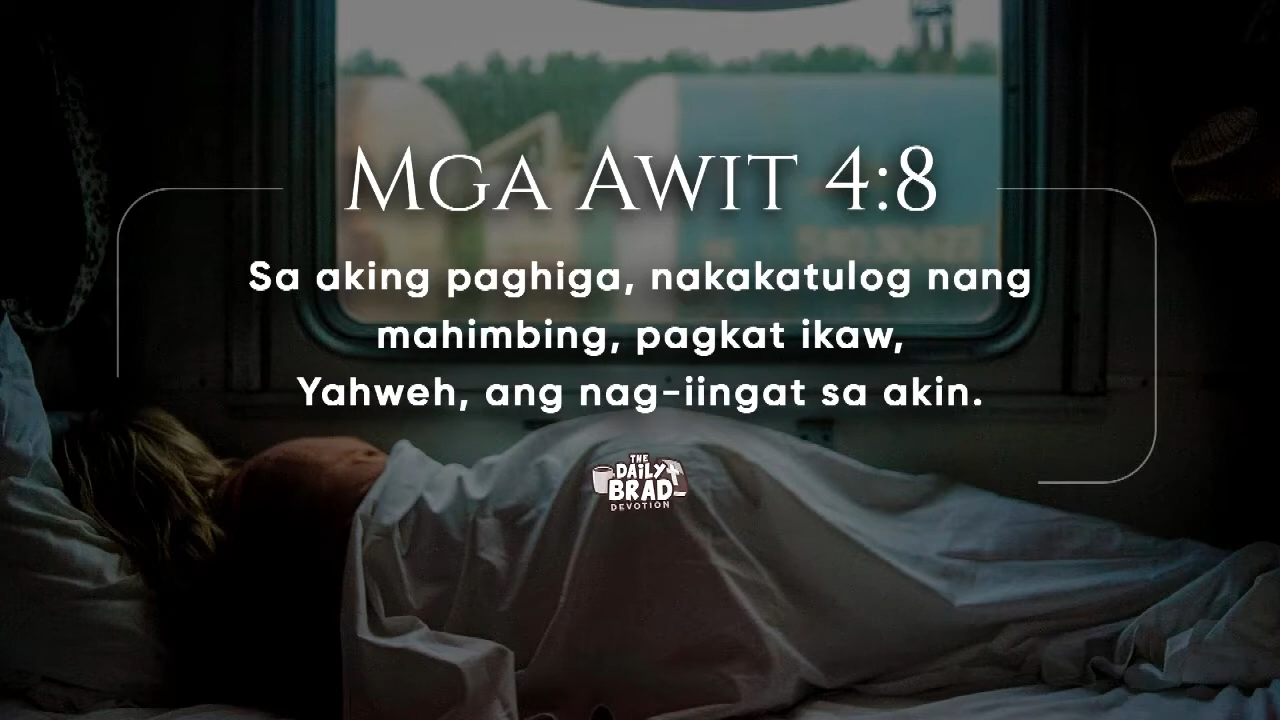 Mga Awit 4:8
Sa aking paghiga, nakakatulog nang
mahimbing, pagkat ikaw,
Yahweh, ang nag-iingat sa akin.
THE
DAILY
BRAD
DEVOTION